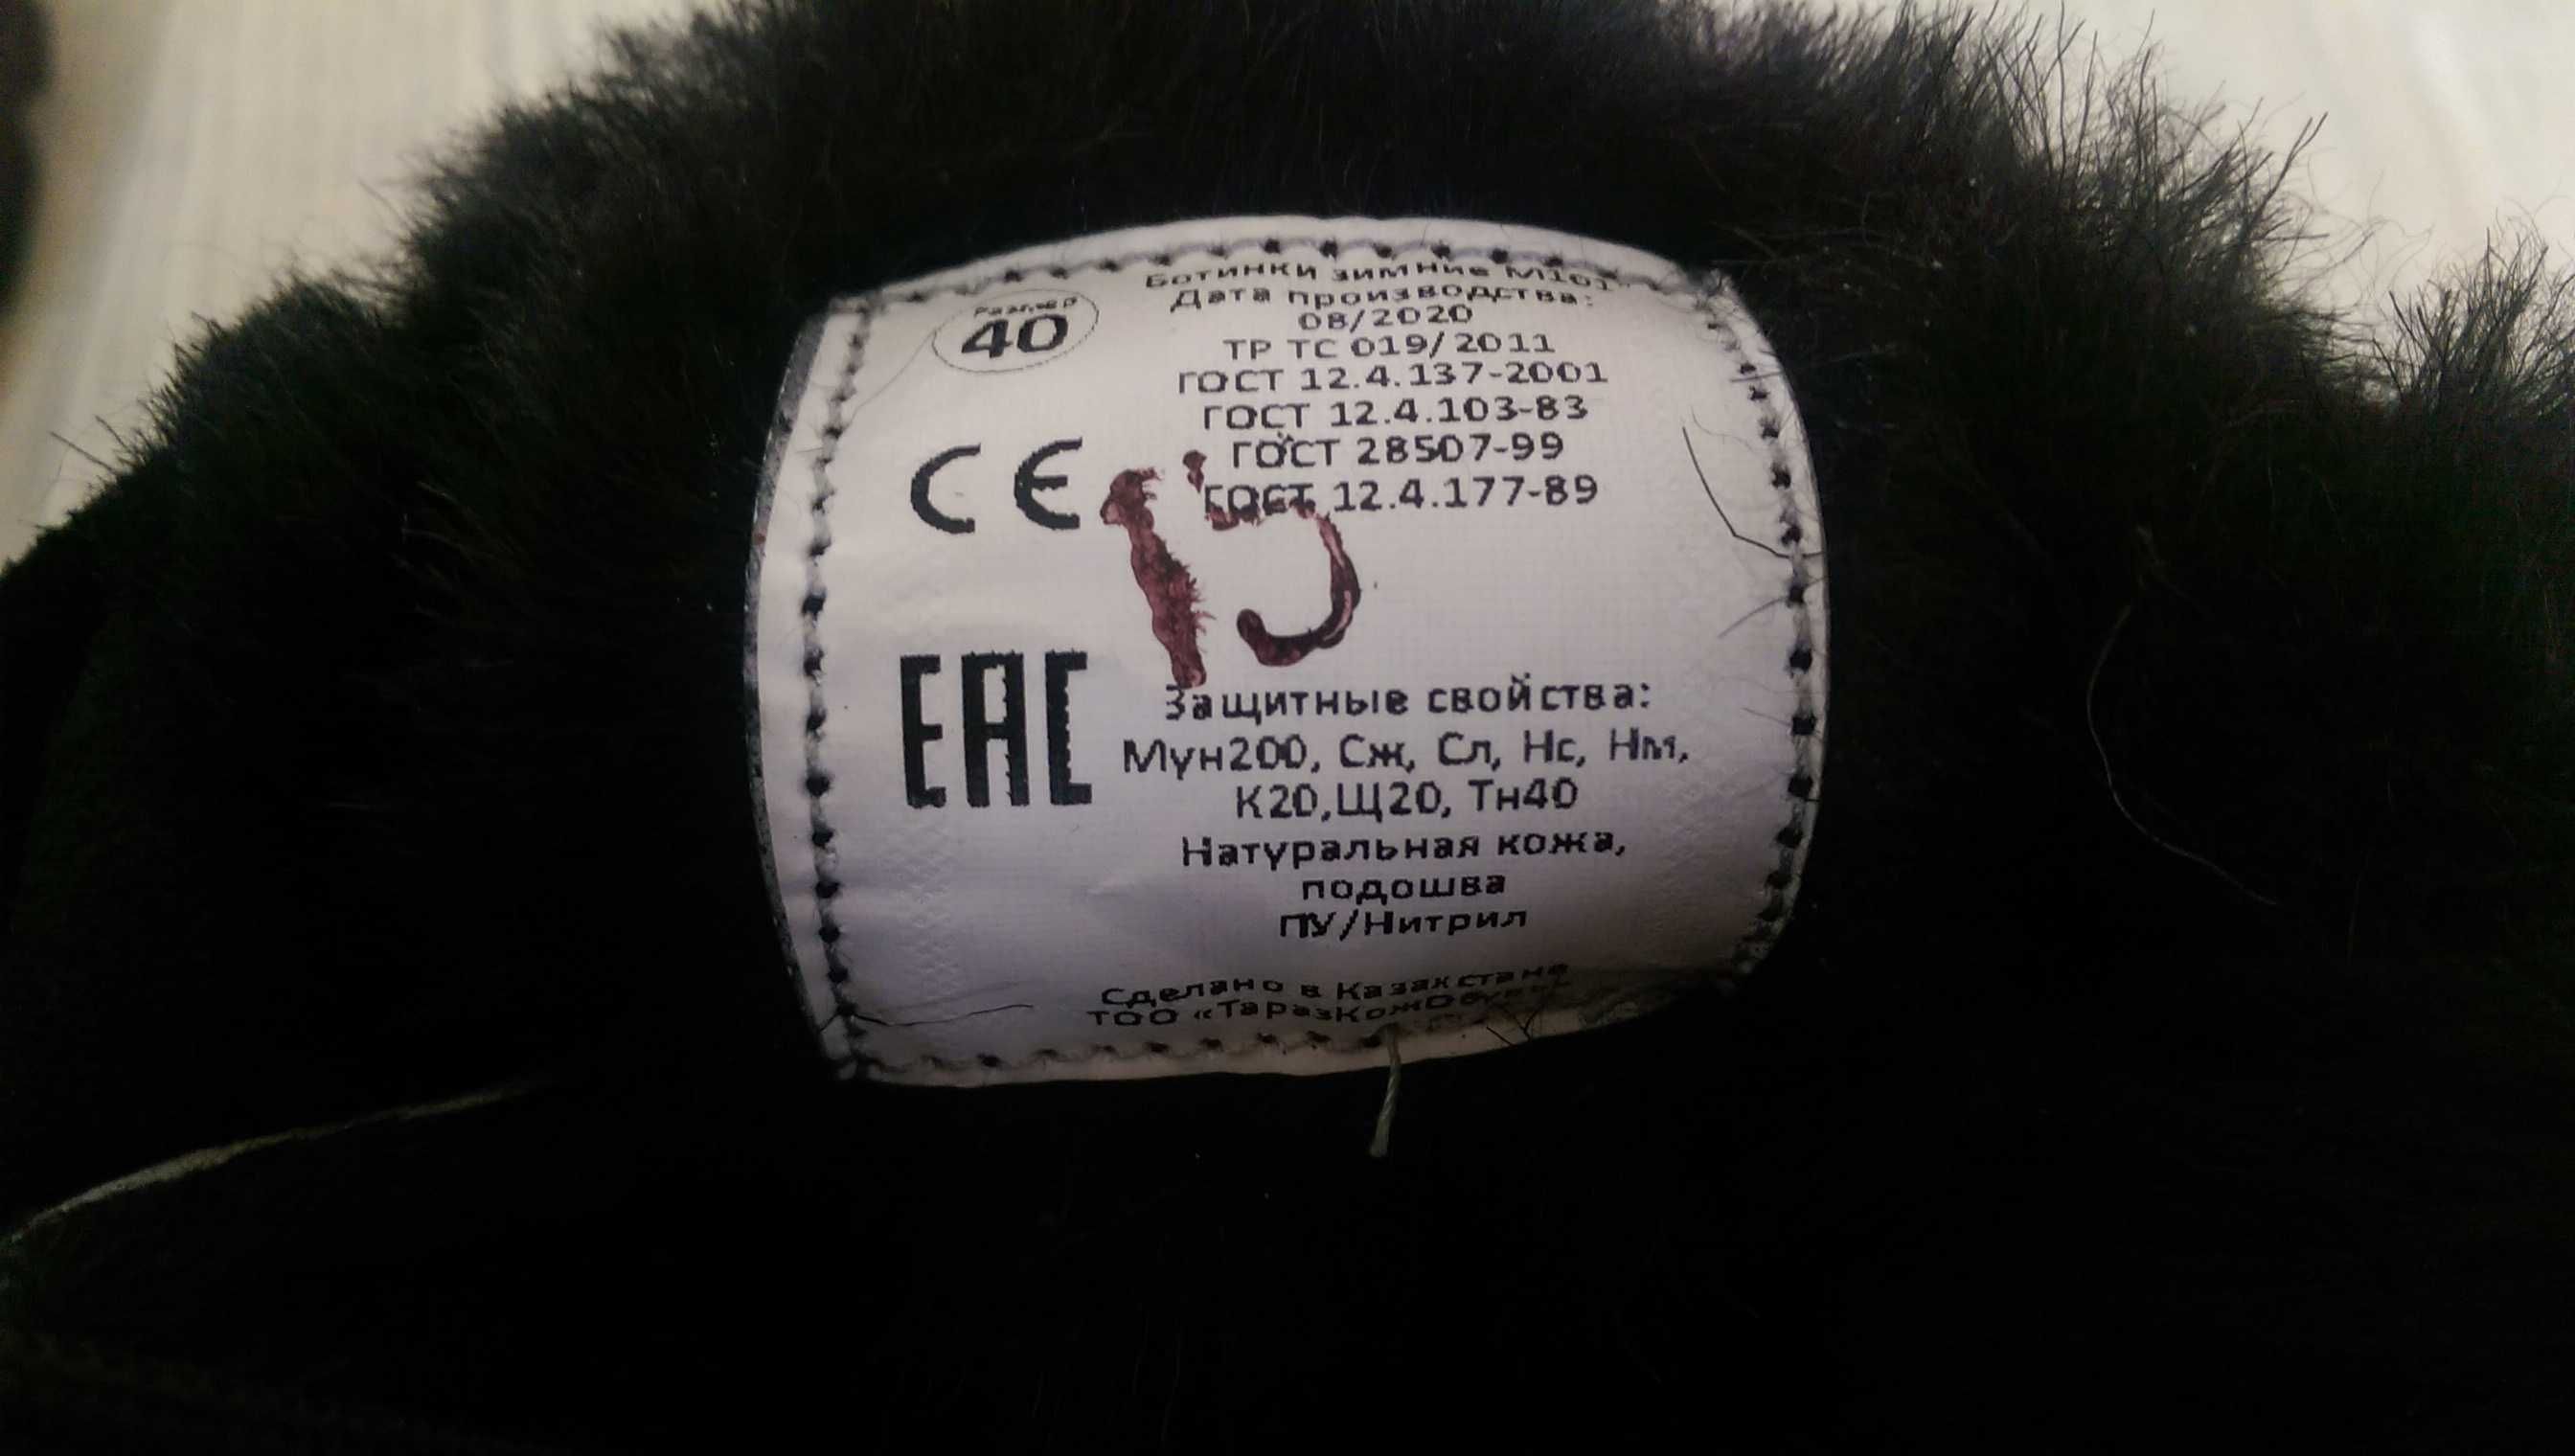 Ботинки зимние М101
Дата производства:
08/2020
Размер
40
ТР ТС 019/2011
ГОСТ 12.4.137-2001
ГОСТ 12.4.103-83
ГОСТ 28507-99
ГОСТ 12.4.177-89
CE
15
EAC
Защитные свойства:
Мун200, Сж, Сл, Нс, Нм,
К20,Щ20, Тн40
Натуральная кожа,
подошва
ПУ/Нитрил
Сделано в Казахстане
ТОО «ТаразКожОбувь»